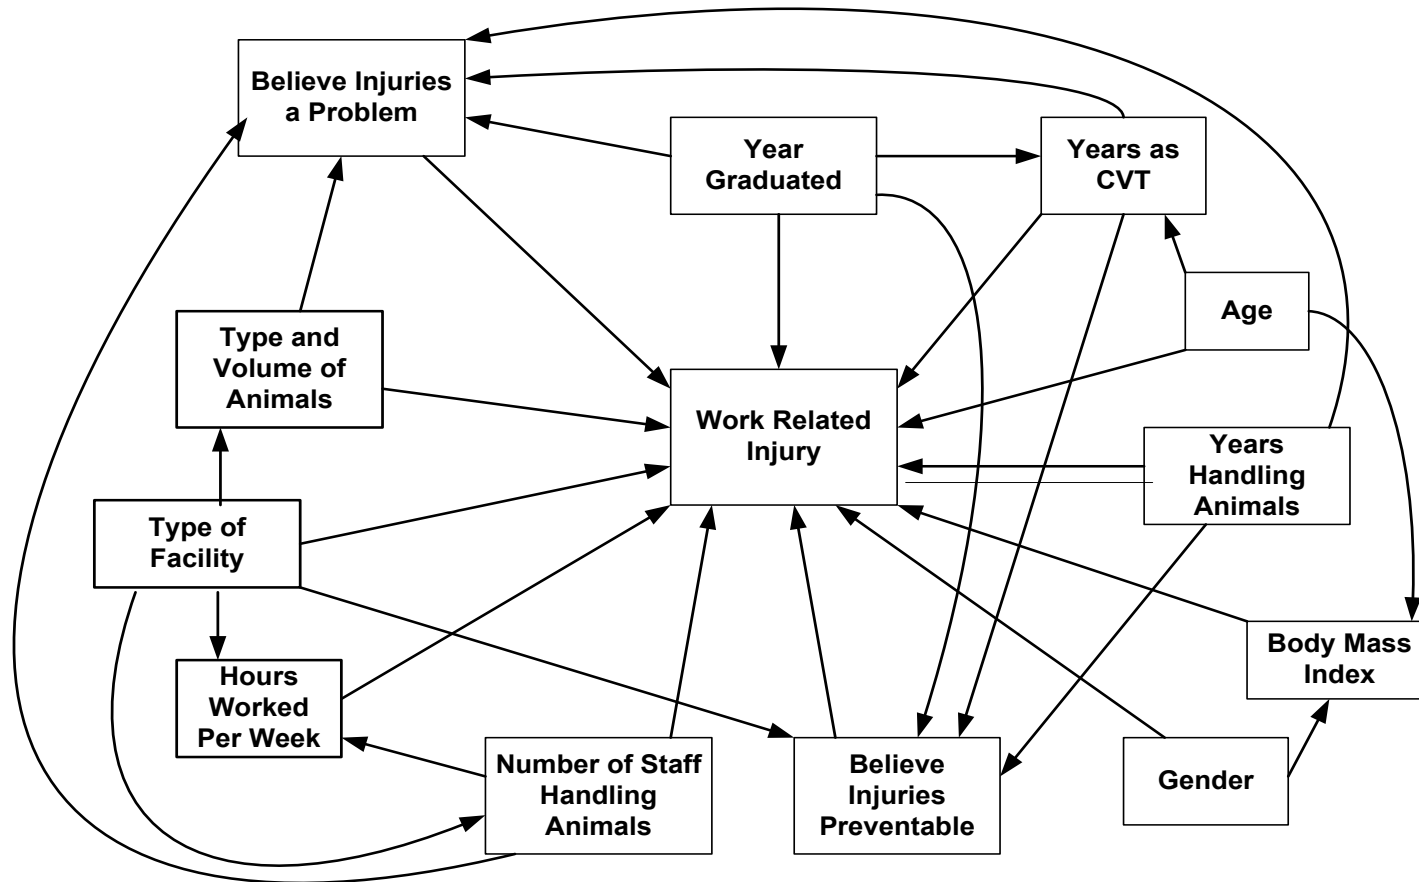 Believe Injuries
a Problem
Year
Graduated
Years as
CVT
Age
Type and
Volume of
Animals
Work Related
Injury
Years
Handling
Animals
Type of
Facility
Body Mass
Index
Hours
Worked
Per Week
Number of Staff
Handling
Animals
Believe
Injuries
Preventable
Gender